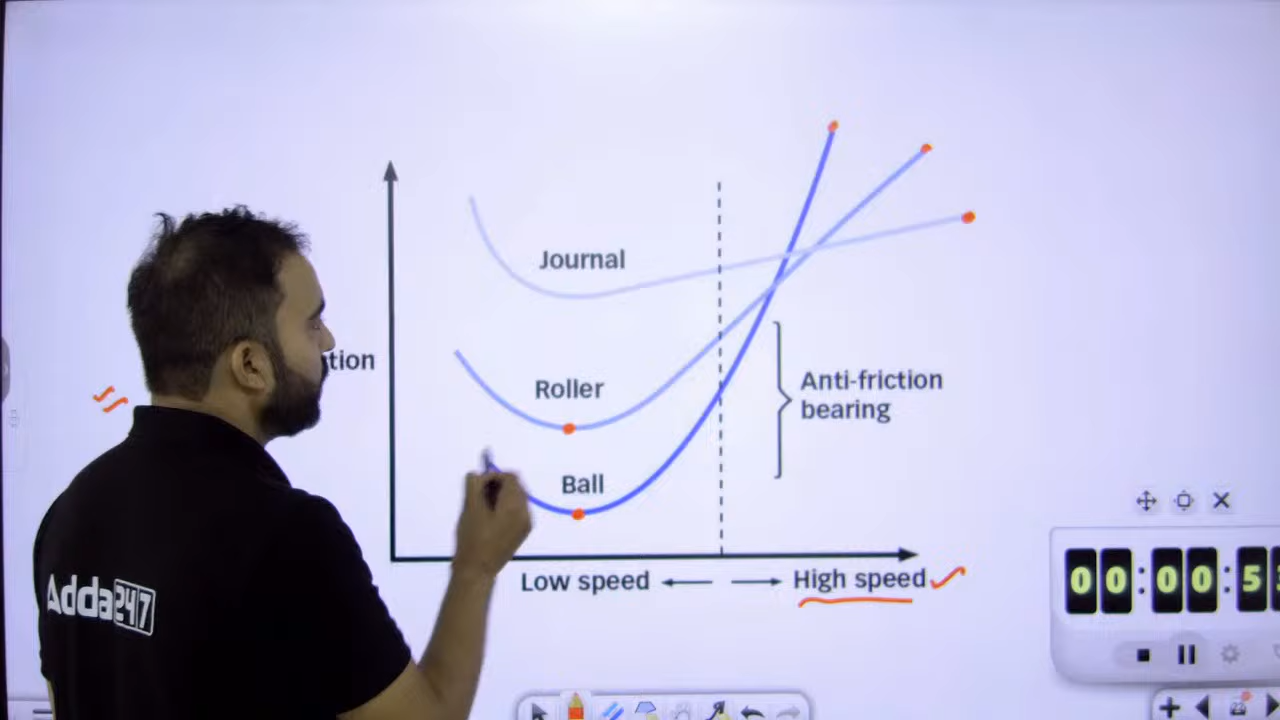 Journal
tion
Roller
Anti-friction
bearing
Ball
Low speed
High speed
Adda247
00:00:5